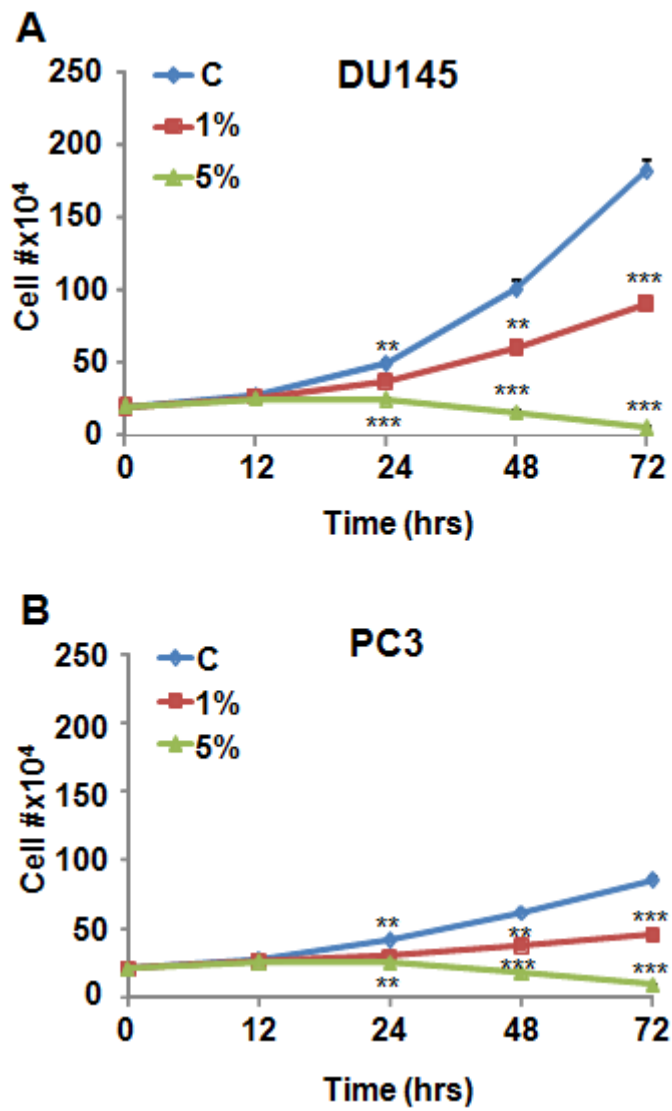 A
DU145
C
1%
5%
250
200
150
100
50
0
Cell #x10⁴
** ** ***
*** *** ***
0 12 24 48 72
Time (hrs)
B
PC3
C
1%
5%
250
200
150
100
50
0
Cell #x10⁴
** ** ***
** *** ***
0 12 24 48 72
Time (hrs)